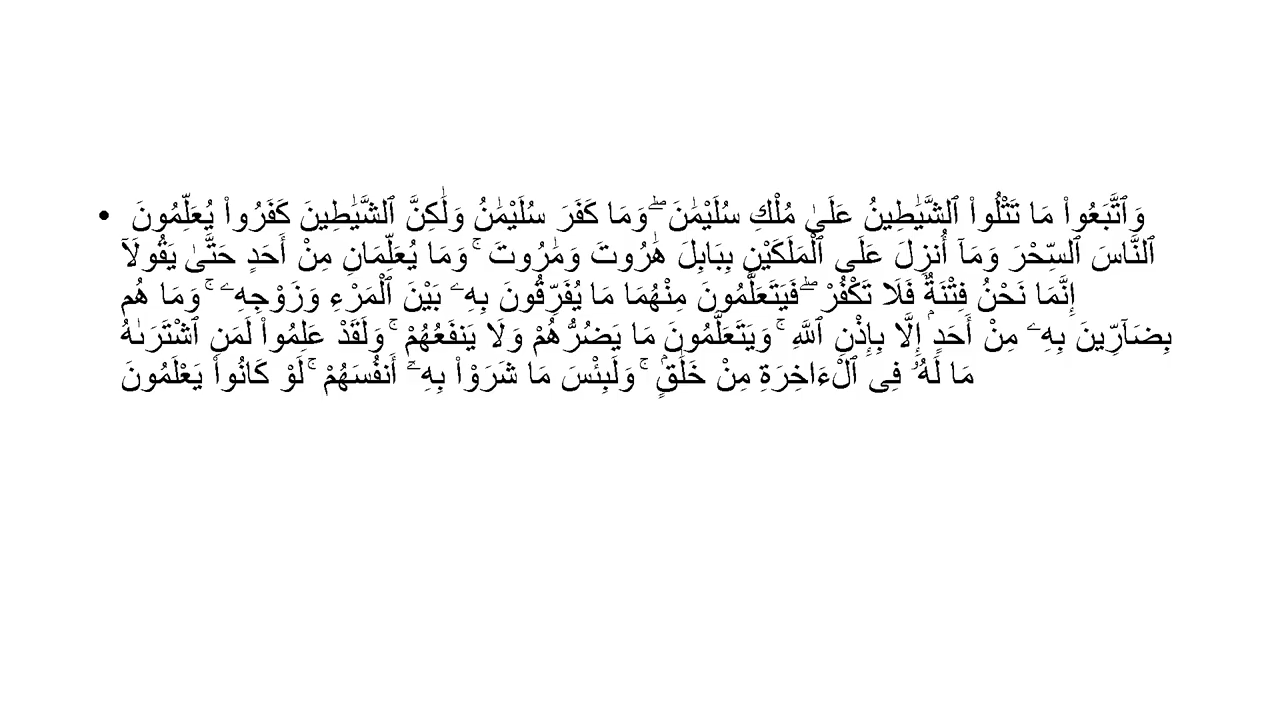 • وَٱتَّبَعُوا۟ مَا تَتْلُوا۟ ٱلشَّيَـٰطِينُ عَلَىٰ مُلْكِ سُلَيْمَـٰنَ ۖ وَمَا كَفَرَ سُلَيْمَـٰنُ وَلَـٰكِنَّ ٱلشَّيَـٰطِينَ كَفَرُوا۟ يُعَلِّمُونَ
ٱلنَّاسَ ٱلسِّحْرَ وَمَآ أُنزِلَ عَلَى ٱلْمَلَكَيْنِ بِبَابِلَ هَـٰرُوتَ وَمَـٰرُوتَ ۚ وَمَا يُعَلِّمَانِ مِنْ أَحَدٍ حَتَّىٰ يَقُولَآ
إِنَّمَا نَحْنُ فِتْنَةٌ فَلَا تَكْفُرْ ۖ فَيَتَعَلَّمُونَ مِنْهُمَا مَا يُفَرِّقُونَ بِهِۦ بَيْنَ ٱلْمَرْءِ وَزَوْجِهِۦ ۚ وَمَا هُم
بِضَآرِّينَ بِهِۦ مِنْ أَحَدٍ إِلَّا بِإِذْنِ ٱللَّهِ ۚ وَيَتَعَلَّمُونَ مَا يَضُرُّهُمْ وَلَا يَنفَعُهُمْ ۚ وَلَقَدْ عَلِمُوا۟ لَمَنِ ٱشْتَرَىٰهُ
مَا لَهُۥ فِى ٱلْـَٔاخِرَةِ مِنْ خَلَـٰقٍ ۚ وَلَبِئْسَ مَا شَرَوْا۟ بِهِۦٓ أَنفُسَهُمْ ۚ لَوْ كَانُوا۟ يَعْلَمُونَ